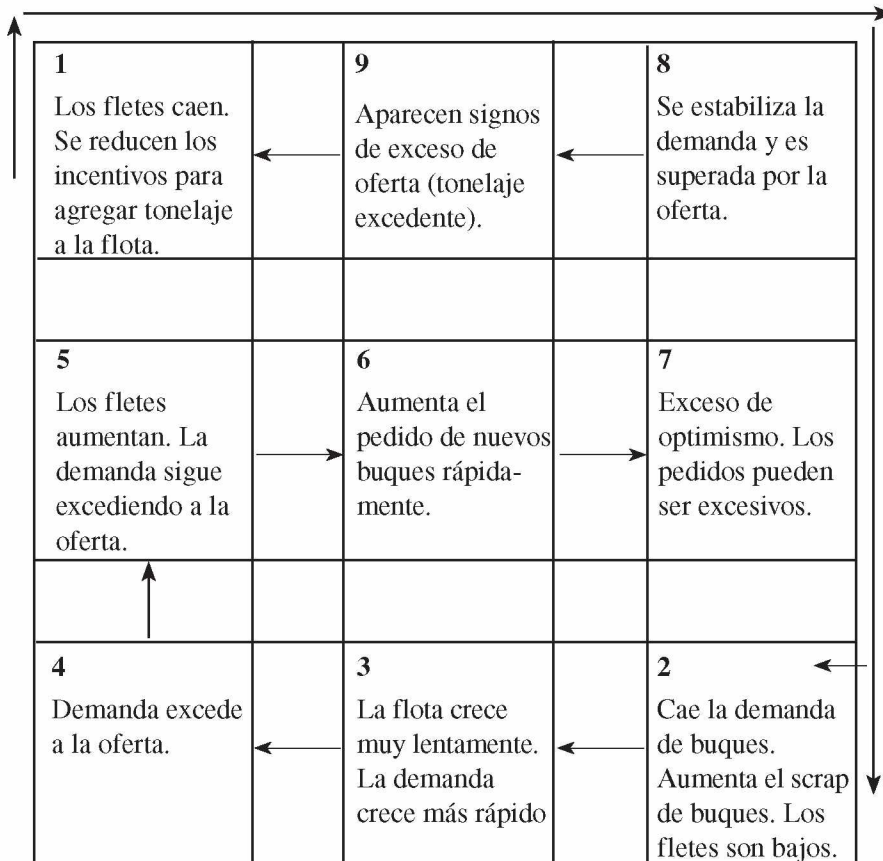 1
Los fletes caen.
Se reducen los
incentivos para
agregar tonelaje
a la flota.
9
Aparecen signos
de exceso de
oferta (tonelaje
excedente).
8
Se estabiliza la
demanda y es
superada por la
oferta.
5
Los fletes
aumentan. La
demanda sigue
excediendo a la
oferta.
6
Aumenta el
pedido de nuevos
buques rápida-
mente.
7
Exceso de
optimismo. Los
pedidos pueden
ser excesivos.
4
Demanda excede
a la oferta.
3
La flota crece
muy lentamente.
La demanda
crece más rápido
2
Cae la demanda
de buques.
Aumenta el scrap
de buques. Los
fletes son bajos.